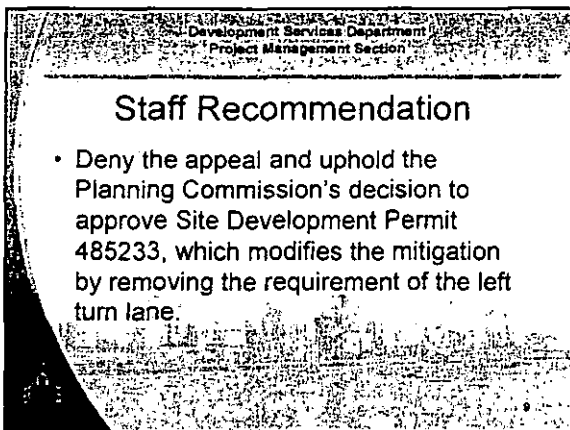 Development Services Department
Project Management Section
Staff Recommendation
• Deny the appeal and uphold the
Planning Commission's decision to
approve Site Development Permit
485233, which modifies the mitigation
by removing the requirement of the left
turn lane.
9